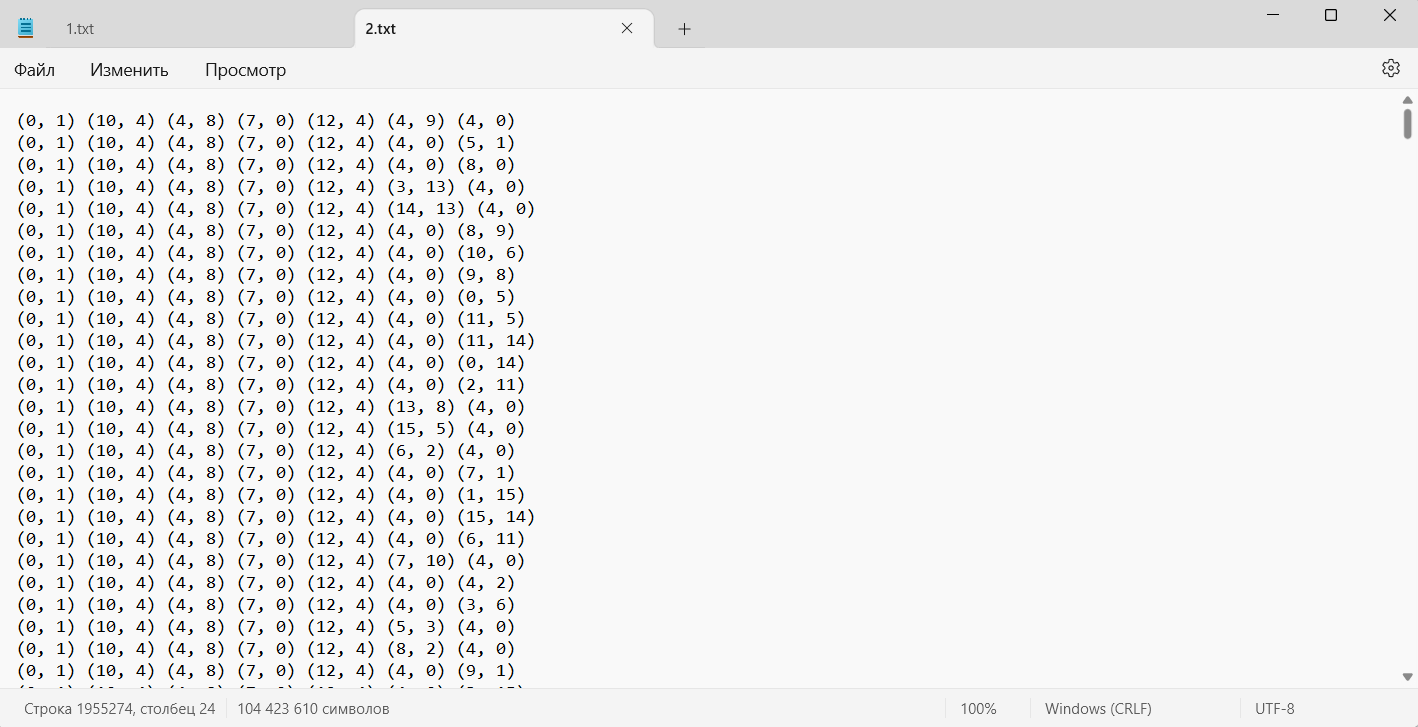 1.txt
2.txt
Файл Изменить Просмотр
(0, 1) (10, 4) (4, 8) (7, 0) (12, 4) (4, 9) (4, 0)
(0, 1) (10, 4) (4, 8) (7, 0) (12, 4) (4, 0) (5, 1)
(0, 1) (10, 4) (4, 8) (7, 0) (12, 4) (4, 0) (8, 0)
(0, 1) (10, 4) (4, 8) (7, 0) (12, 4) (3, 13) (4, 0)
(0, 1) (10, 4) (4, 8) (7, 0) (12, 4) (14, 13) (4, 0)
(0, 1) (10, 4) (4, 8) (7, 0) (12, 4) (4, 0) (8, 9)
(0, 1) (10, 4) (4, 8) (7, 0) (12, 4) (4, 0) (10, 6)
(0, 1) (10, 4) (4, 8) (7, 0) (12, 4) (4, 0) (9, 8)
(0, 1) (10, 4) (4, 8) (7, 0) (12, 4) (4, 0) (0, 5)
(0, 1) (10, 4) (4, 8) (7, 0) (12, 4) (4, 0) (11, 5)
(0, 1) (10, 4) (4, 8) (7, 0) (12, 4) (4, 0) (11, 14)
(0, 1) (10, 4) (4, 8) (7, 0) (12, 4) (4, 0) (0, 14)
(0, 1) (10, 4) (4, 8) (7, 0) (12, 4) (4, 0) (2, 11)
(0, 1) (10, 4) (4, 8) (7, 0) (12, 4) (13, 8) (4, 0)
(0, 1) (10, 4) (4, 8) (7, 0) (12, 4) (15, 5) (4, 0)
(0, 1) (10, 4) (4, 8) (7, 0) (12, 4) (6, 2) (4, 0)
(0, 1) (10, 4) (4, 8) (7, 0) (12, 4) (4, 0) (7, 1)
(0, 1) (10, 4) (4, 8) (7, 0) (12, 4) (4, 0) (1, 15)
(0, 1) (10, 4) (4, 8) (7, 0) (12, 4) (4, 0) (15, 14)
(0, 1) (10, 4) (4, 8) (7, 0) (12, 4) (4, 0) (6, 11)
(0, 1) (10, 4) (4, 8) (7, 0) (12, 4) (7, 10) (4, 0)
(0, 1) (10, 4) (4, 8) (7, 0) (12, 4) (4, 0) (4, 2)
(0, 1) (10, 4) (4, 8) (7, 0) (12, 4) (4, 0) (3, 6)
(0, 1) (10, 4) (4, 8) (7, 0) (12, 4) (5, 3) (4, 0)
(0, 1) (10, 4) (4, 8) (7, 0) (12, 4) (8, 2) (4, 0)
(0, 1) (10, 4) (4, 8) (7, 0) (12, 4) (4, 0) (9, 1)
Строка 1955274, столбец 24
104 423 610 символов
100%
Windows (CRLF)
UTF-8